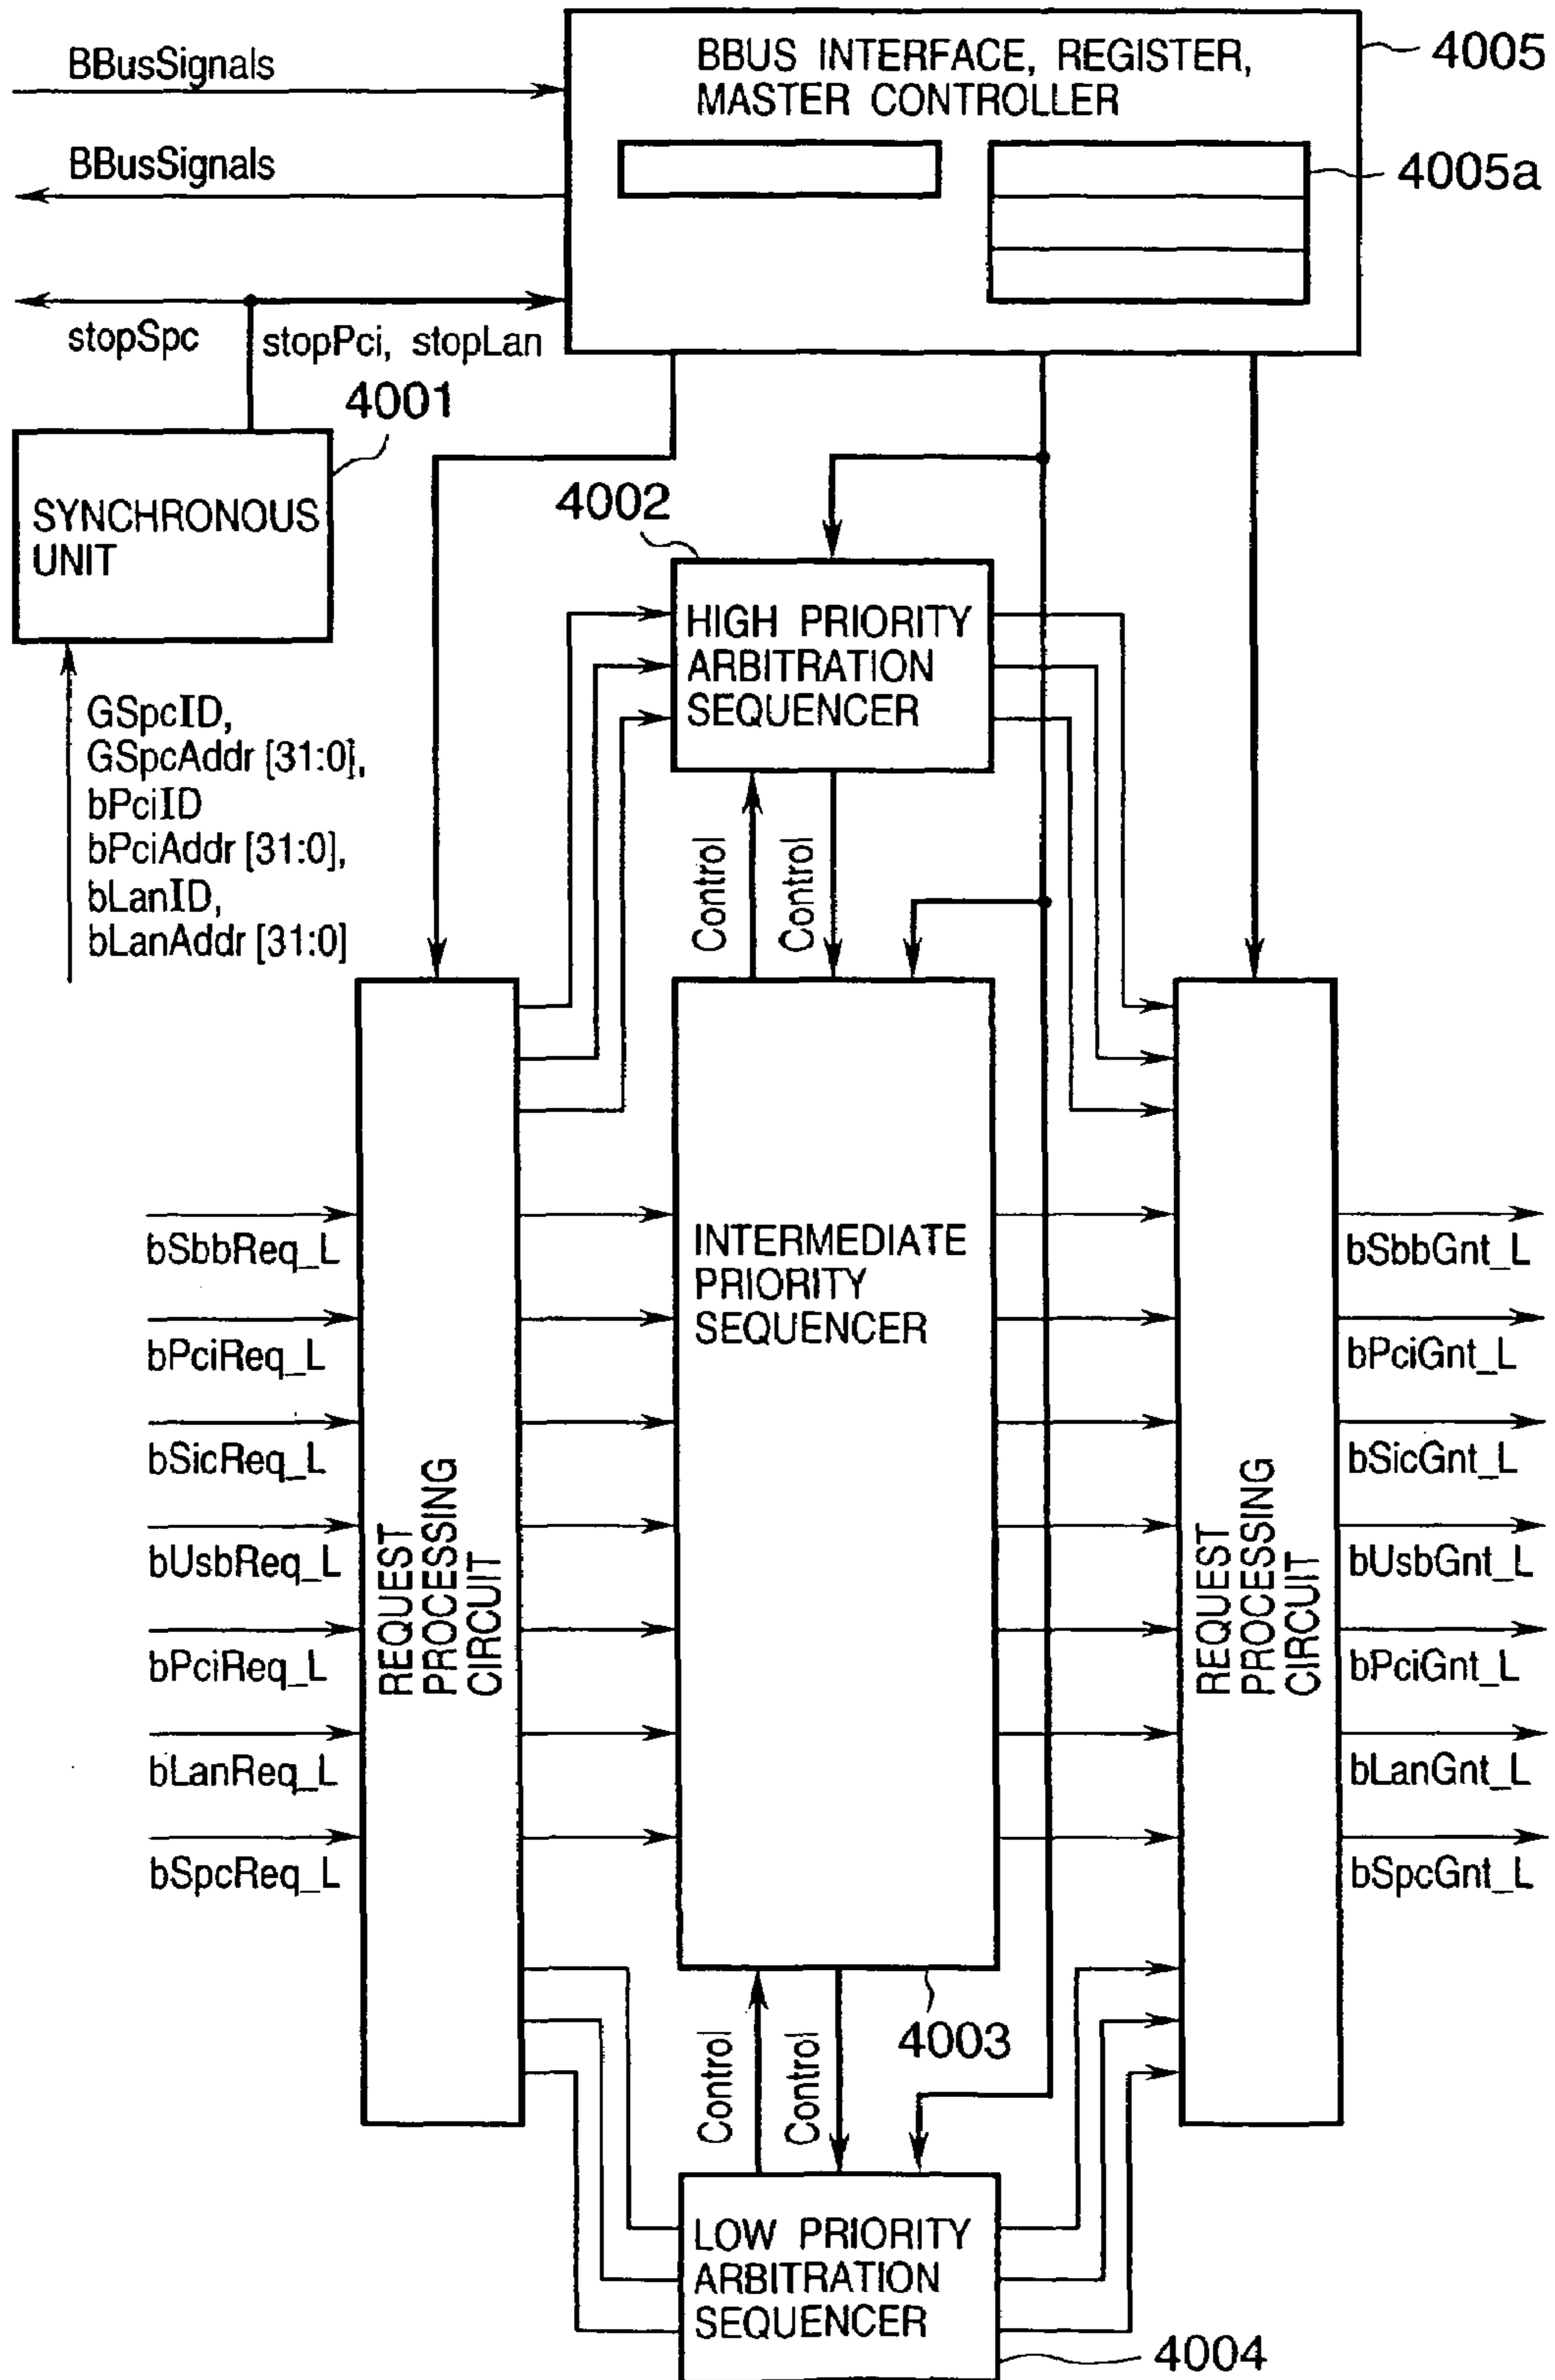 BBusSignals
BBUS INTERFACE, REGISTER,
MASTER CONTROLLER
4005
BBusSignals
4005a
stopSpc
stopPci, stopLan
4001
SYNCHRONOUS
UNIT
4002
HIGH PRIORITY
ARBITRATION
SEQUENCER
GSpcID,
GSpcAddr [31:0],
bPciID
bPciAddr [31:0],
bLanID,
bLanAddr [31:0]
Control
Control
bSbbReq_L
bPciReq_L
bSicReq_L
bUsbReq_L
bPciReq_L
bLanReq_L
bSpcReq_L
REQUEST
PROCESSING
CIRCUIT
INTERMEDIATE
PRIORITY
SEQUENCER
REQUEST
PROCESSING
CIRCUIT
bSbbGnt_L
bPciGnt_L
bSicGnt_L
bUsbGnt_L
bPciGnt_L
bLanGnt_L
bSpcGnt_L
4003
Control
Control
LOW PRIORITY
ARBITRATION
SEQUENCER
4004